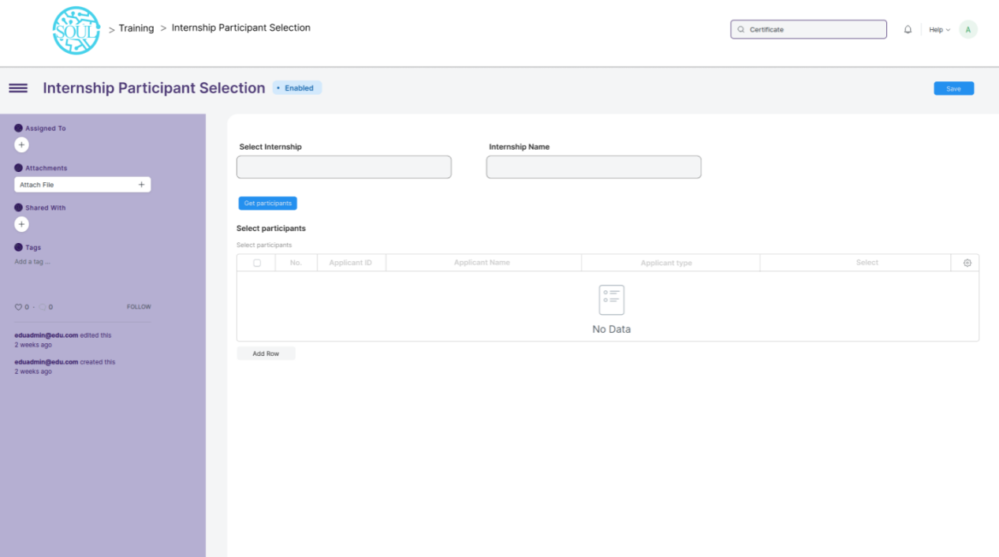 SOUL
> Training > Internship Participant Selection
Certificate
Help
A
Internship Participant Selection
• Enabled
Save
Assigned To
+
Attachments
Attach File +
Shared With
+
Tags
Add a tag ...
0 · 0 FOLLOW
eduadmin@edu.com edited this
2 weeks ago
eduadmin@edu.com created this
2 weeks ago
Select Internship
Internship Name
Get participants
Select participants
Select participants
No. Applicant ID Applicant Name Applicant type Select
No Data
Add Row